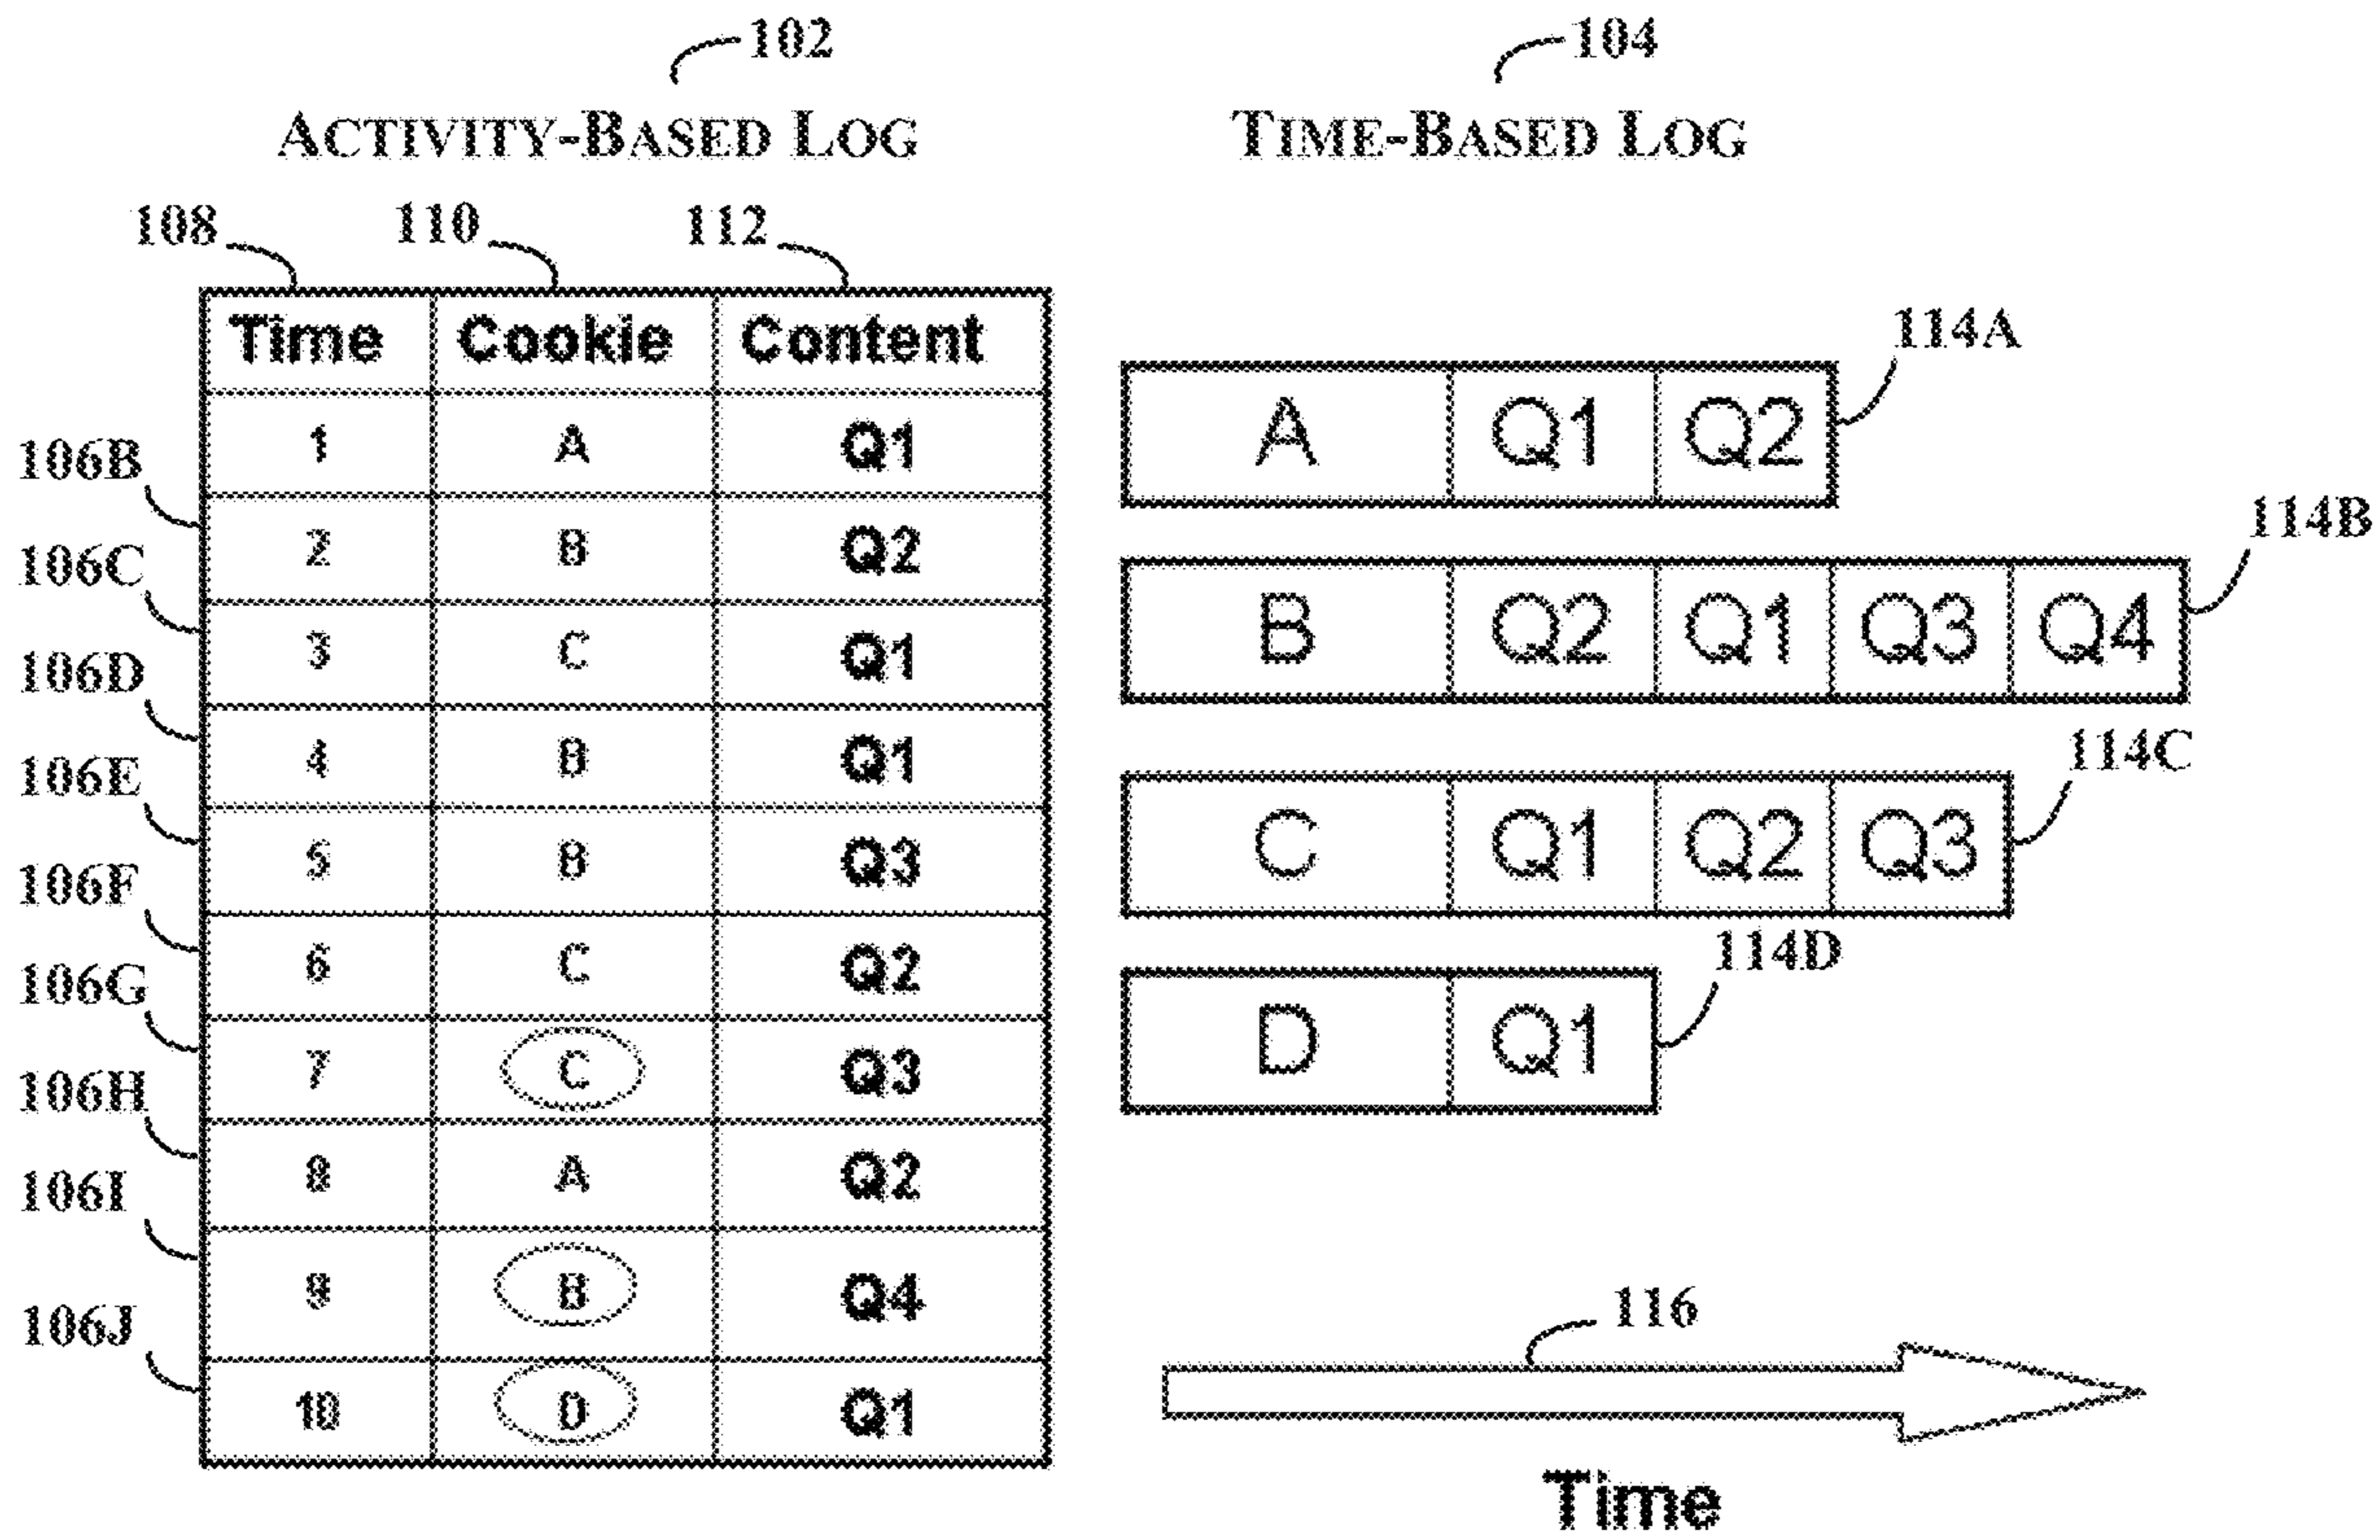 102
104
ACTIVITY-BASED LOG
TIME-BASED LOG
108 110 112
Time Cookie Content
1 A Q1
106B
2 B Q2
106C
3 C Q1
106D
4 B Q1
106E
5 B Q3
106F
6 C Q2
106G
7 C Q3
106H
8 A Q2
106I
9 B Q4
106J
10 D Q1
114A
A Q1 Q2
114B
B Q2 Q1 Q3 Q4
114C
C Q1 Q2 Q3
114D
D Q1
116
Time